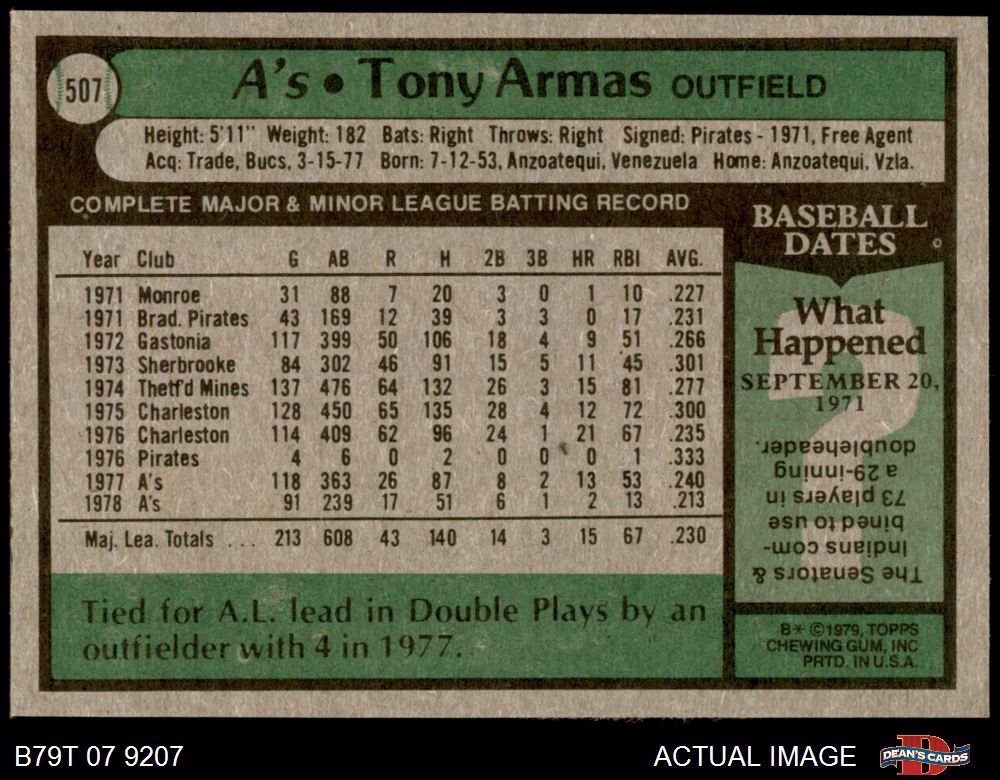 507
A's • Tony Armas OUTFIELD
Height: 5'11" Weight: 182 Bats: Right Throws: Right Signed: Pirates - 1971, Free Agent
Acq: Trade, Bucs, 3-15-77 Born: 7-12-53, Anzoatequi, Venezuela Home: Anzoatequi, Vzla.
COMPLETE MAJOR & MINOR LEAGUE BATTING RECORD
Year Club G AB R H 2B 3B HR RBI AVG.
1971 Monroe 31 88 7 20 3 0 1 10 .227
1971 Brad. Pirates 43 169 12 39 3 3 0 17 .231
1972 Gastonia 117 399 50 106 18 4 9 51 .266
1973 Sherbrooke 84 302 46 91 15 5 11 45 .301
1974 Thetf'd Mines 137 476 64 132 26 3 15 81 .277
1975 Charleston 128 450 65 135 28 4 12 72 .300
1976 Charleston 114 409 62 96 24 1 21 67 .235
1976 Pirates 4 6 0 2 0 0 0 1 .333
1977 A's 118 363 26 87 8 2 13 53 .240
1978 A's 91 239 17 51 6 1 2 13 .213
Maj. Lea. Totals ... 213 608 43 140 14 3 15 67 .230
Tied for A.L. lead in Double Plays by an
outfielder with 4 in 1977.
BASEBALL
DATES
What
Happened
SEPTEMBER 20,
1971
The Senators &
Indians com-
bined to use
73 players in
a 29-inning
doubleheader.
B* ©1979, TOPPS
CHEWING GUM, INC
PRTD. IN U.S.A.
B79T 07 9207
ACTUAL IMAGE
D
DEAN'S CARDS